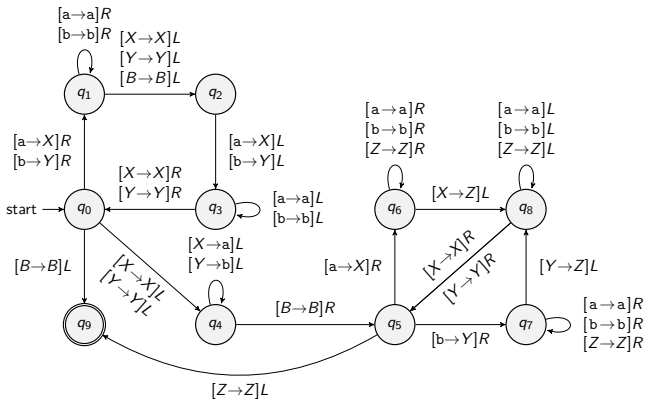 [a→a]R
[b→b]R
[X→X]L
[Y→Y]L
[B→B]L
q1
q2
[a→X]R
[b→Y]R
[a→X]L
[b→Y]L
[X→X]R
[Y→Y]R
start
q0
q3
[a→a]L
[b→b]L
[B→B]L
[X→X]L
[Y→Y]L
[X→a]L
[Y→b]L
q9
q4
[B→B]R
[a→a]R
[b→b]R
[Z→Z]R
[a→a]L
[b→b]L
[Z→Z]L
q6
[X→Z]L
q8
[a→X]R
[X→X]R
[Y→Y]R
[Y→Z]L
q5
[b→Y]R
q7
[a→a]R
[b→b]R
[Z→Z]R
[Z→Z]L